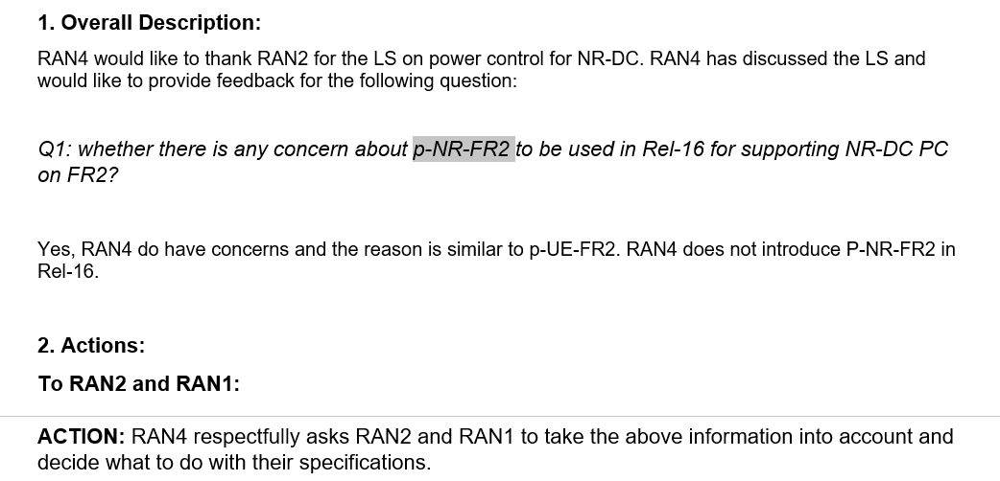 1. Overall Description:
RAN4 would like to thank RAN2 for the LS on power control for NR-DC. RAN4 has discussed the LS and
would like to provide feedback for the following question:
Q1: whether there is any concern about p-NR-FR2 to be used in Rel-16 for supporting NR-DC PC
on FR2?
Yes, RAN4 do have concerns and the reason is similar to p-UE-FR2. RAN4 does not introduce P-NR-FR2 in
Rel-16.
2. Actions:
To RAN2 and RAN1:
ACTION: RAN4 respectfully asks RAN2 and RAN1 to take the above information into account and
decide what to do with their specifications.